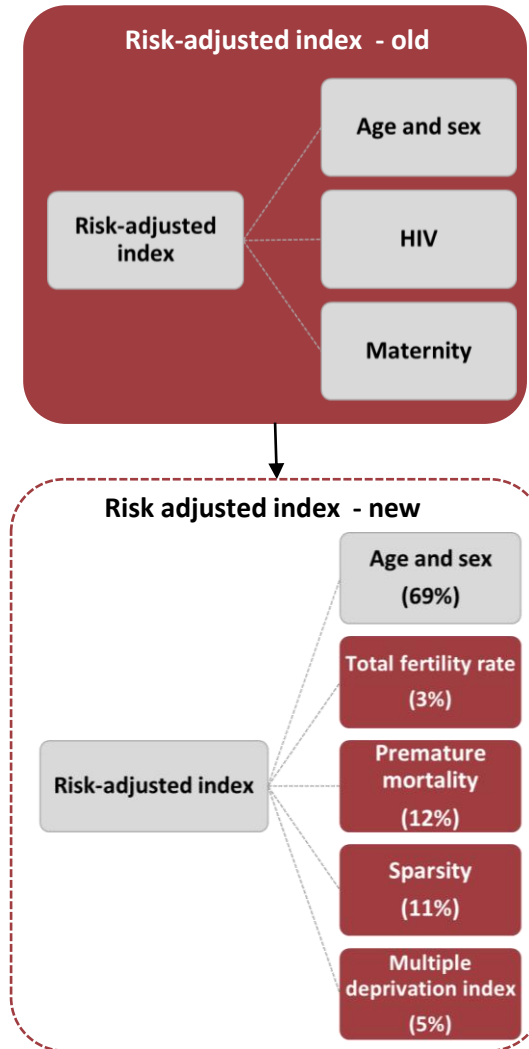 Risk-adjusted index - old
Age and sex
Risk-adjusted
index
HIV
Maternity
Risk adjusted index - new
Age and sex
(69%)
Total fertility rate
(3%)
Premature
mortality
(12%)
Risk-adjusted index
Sparsity
(11%)
Multiple
deprivation index
(5%)